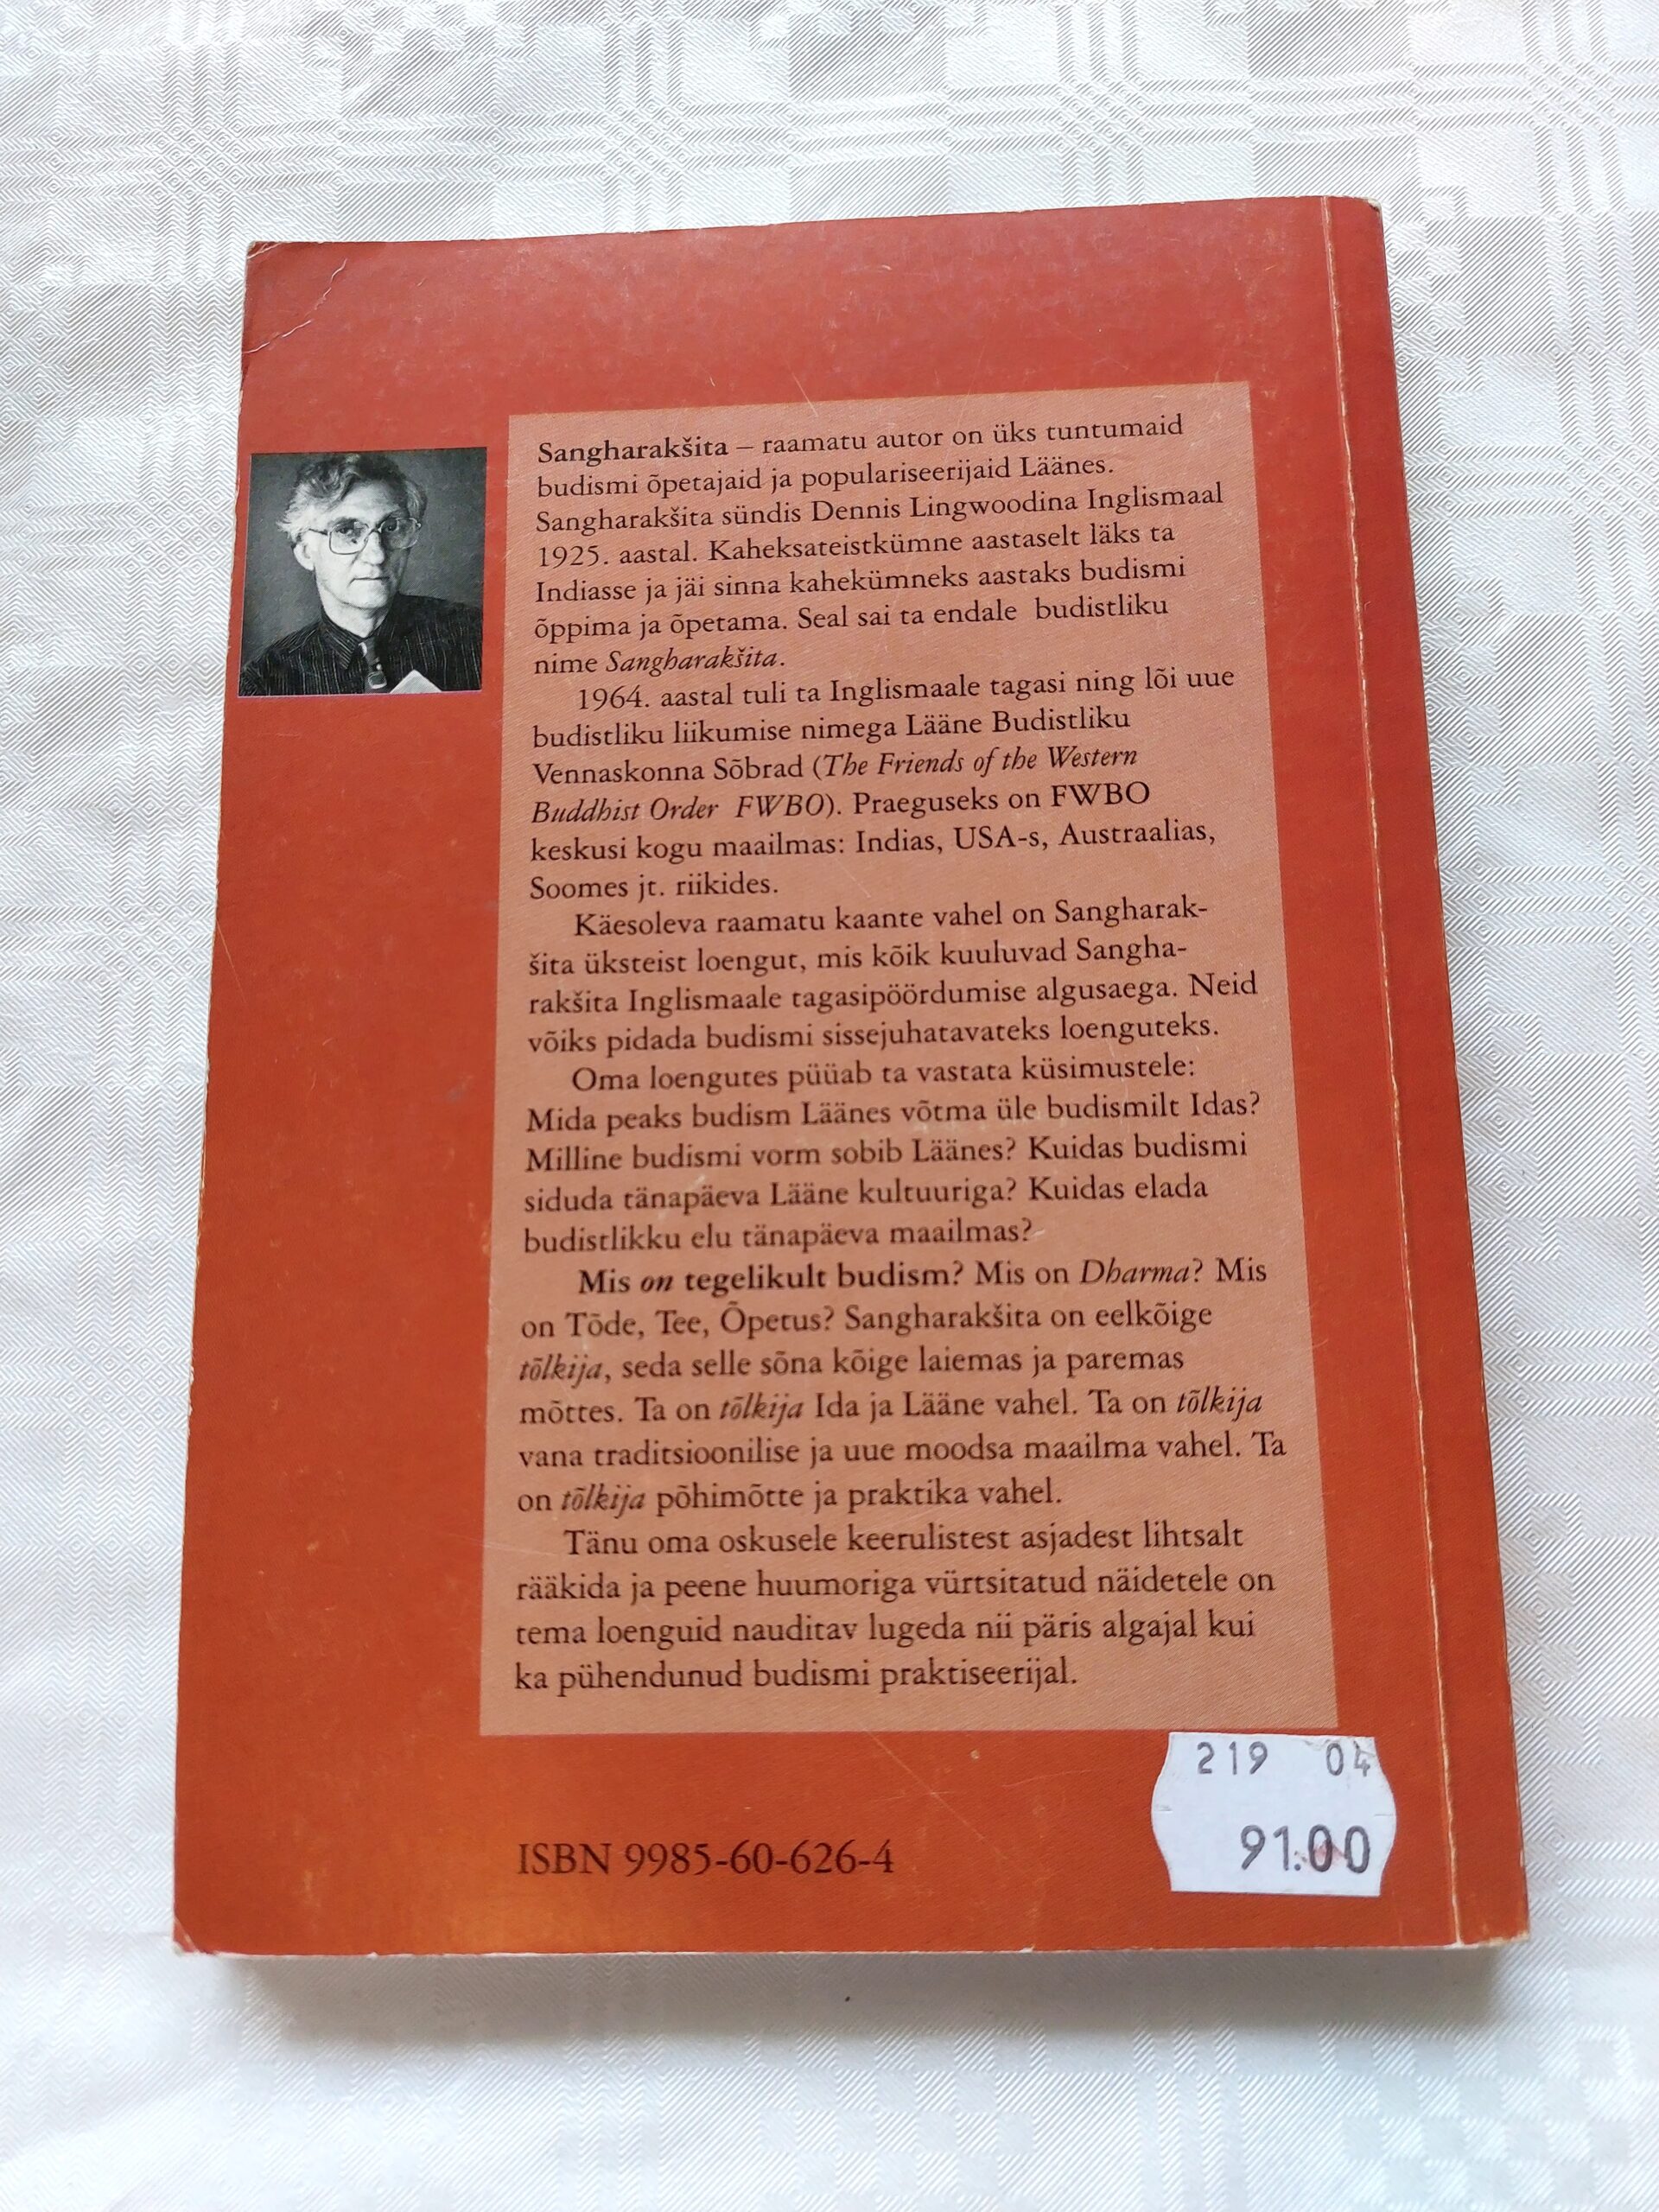 Sangharakšita – raamatu autor on üks tuntumaid
budismi õpetajaid ja populariseerijaid Läänes.
Sangharakšita sündis Dennis Lingwoodina Inglismaal
1925. aastal. Kaheksateistkümne aastaselt läks ta
Indiasse ja jäi sinna kahekümneks aastaks budismi
õppima ja õpetama. Seal sai ta endale budistliku
nime Sangharakšita.
1964. aastal tuli ta Inglismaale tagasi ning lõi uue
budistliku liikumise nimega Lääne Budistliku
Vennaskonna Sõbrad (The Friends of the Western
Buddhist Order FWBO). Praeguseks on FWBO
keskusi kogu maailmas: Indias, USA-s, Austraalias,
Soomes jt. riikides.
Käesoleva raamatu kaante vahel on Sangharak-
šita üksteist loengut, mis kõik kuuluvad Sangha-
rakšita Inglismaale tagasipöördumise algusaega. Neid
võiks pidada budismi sissejuhatavateks loenguteks.
Oma loengutes püüab ta vastata küsimustele:
Mida peaks budism Läänes võtma üle budismilt Idas?
Milline budismi vorm sobib Läänes? Kuidas budismi
siduda tänapäeva Lääne kultuuriga? Kuidas elada
budistlikku elu tänapäeva maailmas?
Mis on tegelikult budism? Mis on Dharma? Mis
on Tõde, Tee, Õpetus? Sangharakšita on eelkõige
tõlkija, seda selle sõna kõige laiemas ja paremas
mõttes. Ta on tõlkija Ida ja Lääne vahel. Ta on tõlkija
vana traditsioonilise ja uue moodsa maailma vahel. Ta
on tõlkija põhimõtte ja praktika vahel.
Tänu oma oskusele keerulistest asjadest lihtsalt
rääkida ja peene huumoriga vürtsitatud näidetele on
tema loenguid nauditav lugeda nii päris algajal kui
ka pühendunud budismi praktiseerijal.
219 04
91.00
ISBN 9985-60-626-4